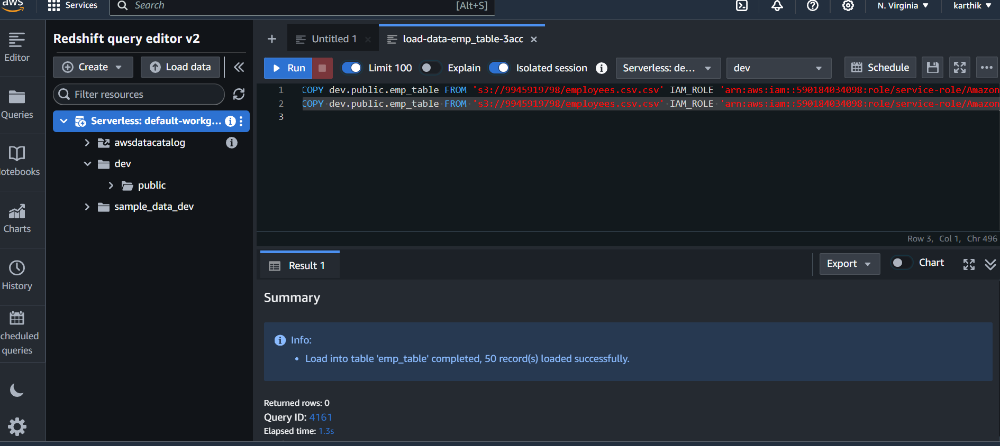 aws
Services
Search
[Alt+S]
N. Virginia
karthik
Editor
Queries
Notebooks
Charts
History
cheduled
queries
Redshift query editor v2
Create
Load data
Filter resources
Serverless: default-workg...
awsdatacatalog
dev
public
sample_data_dev
Untitled 1
load-data-emp_table-3acc
Run
Limit 100
Explain
Isolated session
Serverless: de...
dev
Schedule
1 COPY dev.public.emp_table FROM 's3://9945919798/employees.csv.csv' IAM_ROLE 'arn:aws:iam::590184034098:role/service-role/Amazon
2 COPY dev.public.emp_table FROM 's3://9945919798/employees.csv.csv' IAM_ROLE 'arn:aws:iam::590184034098:role/service-role/Amazon
3
Row 3, Col 1, Chr 496
Result 1
Export
Chart
Summary
Info:
• Load into table 'emp_table' completed, 50 record(s) loaded successfully.
Returned rows: 0
Query ID: 4161
Elapsed time: 1.3s